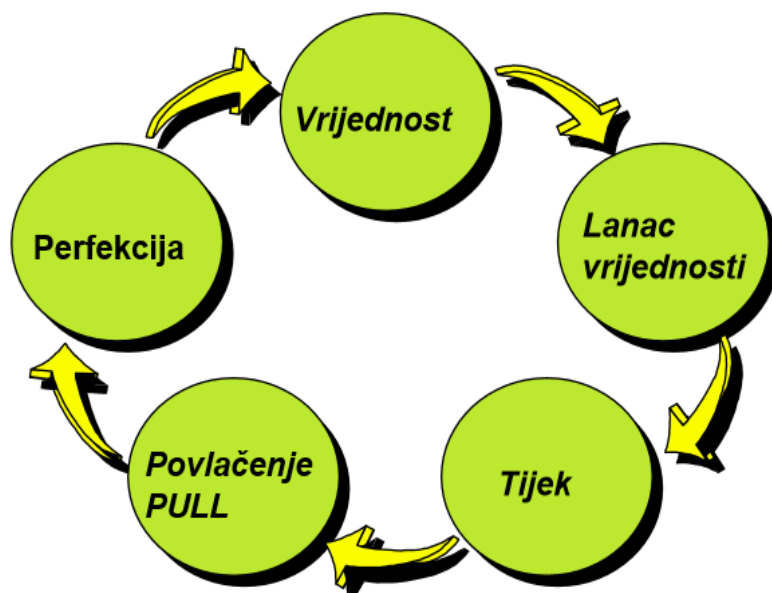 Vrijednost
Lanac
vrijednosti
Tijek
Povlačenje
PULL
Perfekcija